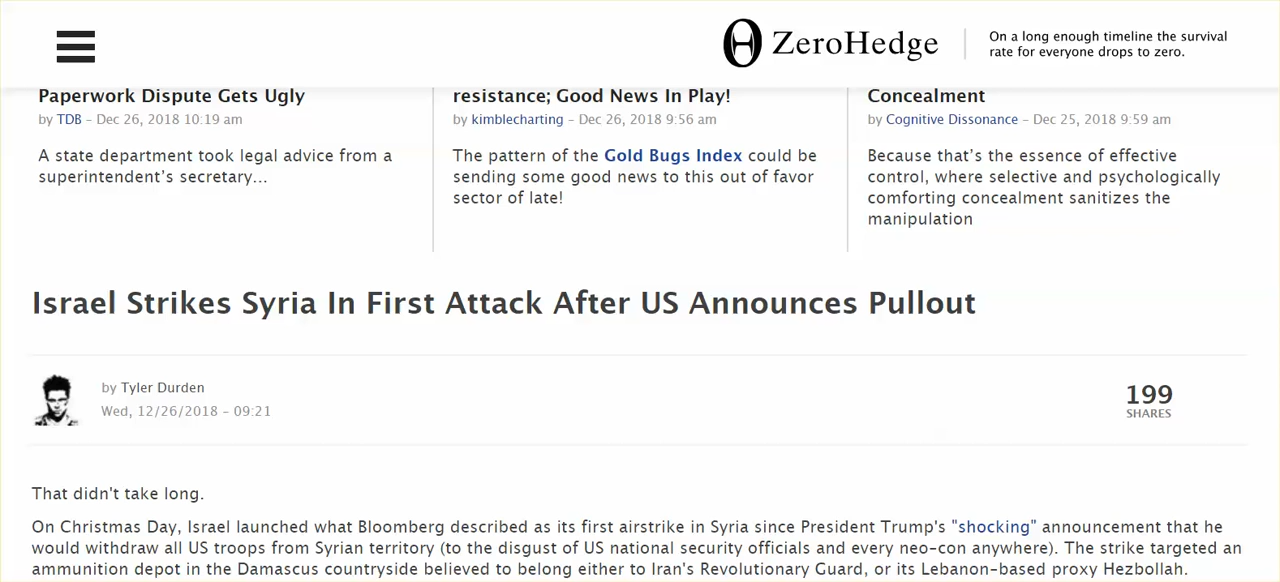 ZeroHedge
On a long enough timeline the survival
rate for everyone drops to zero.
Paperwork Dispute Gets Ugly
by TDB – Dec 26, 2018 10:19 am
A state department took legal advice from a
superintendent’s secretary...
resistance; Good News In Play!
by kimblecharting – Dec 26, 2018 9:56 am
The pattern of the Gold Bugs Index could be
sending some good news to this out of favor
sector of late!
Concealment
by Cognitive Dissonance – Dec 25, 2018 9:59 am
Because that’s the essence of effective
control, where selective and psychologically
comforting concealment sanitizes the
manipulation
Israel Strikes Syria In First Attack After US Announces Pullout
by Tyler Durden
Wed, 12/26/2018 – 09:21
199
SHARES
That didn't take long.
On Christmas Day, Israel launched what Bloomberg described as its first airstrike in Syria since President Trump's "shocking" announcement that he
would withdraw all US troops from Syrian territory (to the disgust of US national security officials and every neo–con anywhere). The strike targeted an
ammunition depot in the Damascus countryside believed to belong either to Iran's Revolutionary Guard, or its Lebanon–based proxy Hezbollah.